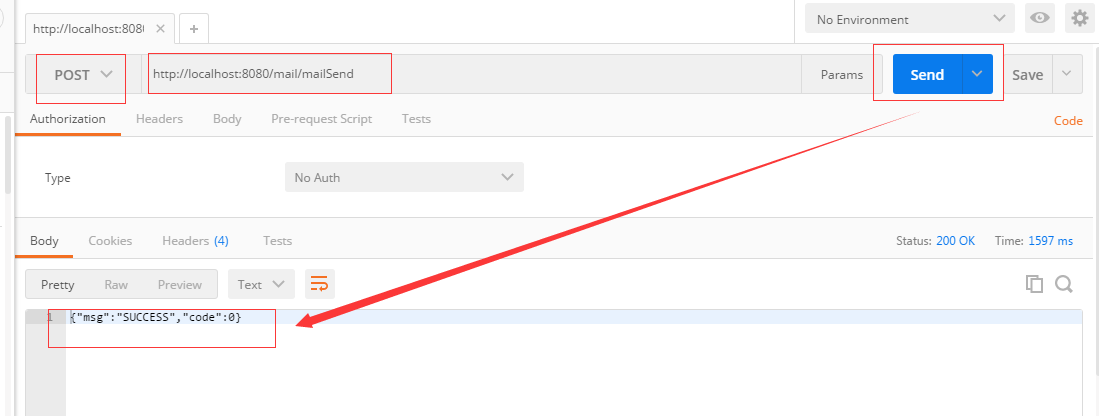 http://localhost:808
No Environment
POST
http://localhost:8080/mail/mailSend
Params
Send
Save
Authorization
Headers
Body
Pre-request Script
Tests
Code
Type
No Auth
Body
Cookies
Headers (4)
Tests
Status: 200 OK
Time: 1597 ms
Pretty
Raw
Preview
Text
1
{"msg":"SUCCESS","code":0}